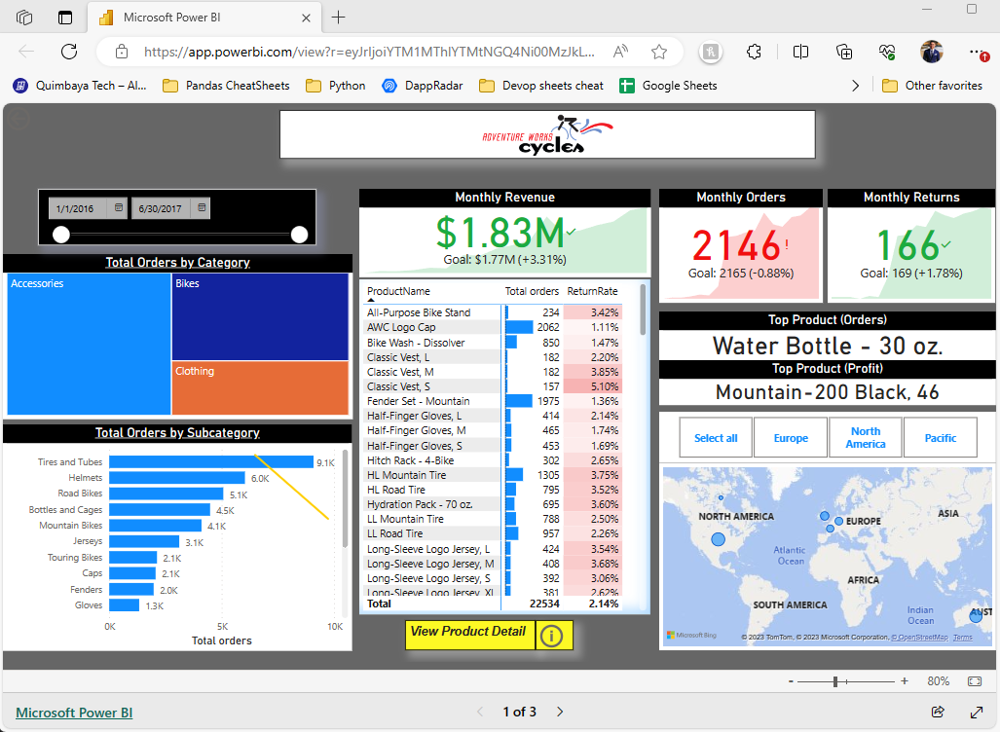 Microsoft Power BI
https://app.powerbi.com/view?r=eyJrIjoiYTM1MThlYTMtNGQ4Ni00MzJkL...
Quimbaya Tech – Al...
Pandas CheatSheets
Python
DappRadar
Devop sheets cheat
Google Sheets
Other favorites
ADVENTURE WORKS
cycles
1/1/2016
6/30/2017
Total Orders by Category
Accessories
Bikes
Clothing
Total Orders by Subcategory
Tires and Tubes 9.1K
Helmets 6.0K
Road Bikes 5.1K
Bottles and Cages 4.5K
Mountain Bikes 4.1K
Jerseys 3.1K
Touring Bikes 2.1K
Caps 2.1K
Fenders 2.0K
Gloves 1.3K
0K 5K 10K
Total orders
Monthly Revenue
$1.83M
Goal: $1.77M (+3.31%)
ProductName Total orders ReturnRate
All-Purpose Bike Stand 234 3.42%
AWC Logo Cap 2062 1.11%
Bike Wash - Dissolver 850 1.47%
Classic Vest, L 182 2.20%
Classic Vest, M 182 3.85%
Classic Vest, S 157 5.10%
Fender Set - Mountain 1975 1.36%
Half-Finger Gloves, L 414 2.14%
Half-Finger Gloves, M 465 1.74%
Half-Finger Gloves, S 453 1.69%
Hitch Rack - 4-Bike 302 2.65%
HL Mountain Tire 1305 3.75%
HL Road Tire 795 3.52%
Hydration Pack - 70 oz. 695 3.60%
LL Mountain Tire 788 2.50%
LL Road Tire 957 2.26%
Long-Sleeve Logo Jersey, L 424 3.54%
Long-Sleeve Logo Jersey, M 408 3.68%
Long-Sleeve Logo Jersey, S 392 3.06%
Long-Sleeve Logo Jersey, XL 381 2.62%
Total 22534 2.14%
View Product Detail
i
Monthly Orders
2146!
Goal: 2165 (-0.88%)
Monthly Returns
166
Goal: 169 (+1.78%)
Top Product (Orders)
Water Bottle - 30 oz.
Top Product (Profit)
Mountain-200 Black, 46
Select all
Europe
North
America
Pacific
NORTH AMERICA
EUROPE
ASIA
Atlantic
Ocean
AFRICA
SOUTH AMERICA
Indian
Ocean
AUST
Microsoft Bing
© 2023 TomTom, © 2023 Microsoft Corporation, © OpenStreetMap Terms
- + 80%
Microsoft Power BI
1 of 3